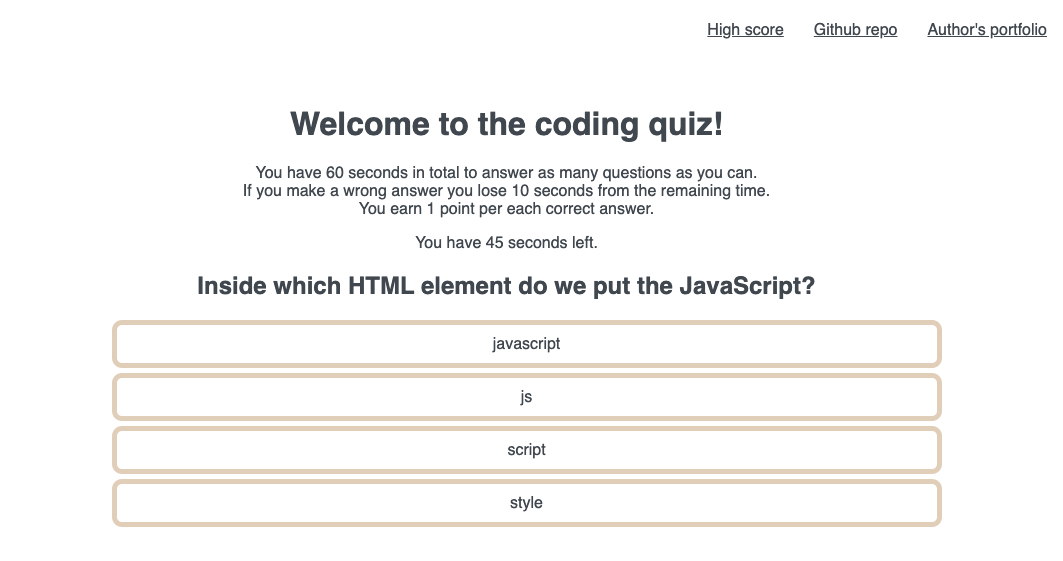 High score Github repo Author's portfolio
Welcome to the coding quiz!
You have 60 seconds in total to answer as many questions as you can.
If you make a wrong answer you lose 10 seconds from the remaining time.
You earn 1 point per each correct answer.
You have 45 seconds left.
Inside which HTML element do we put the JavaScript?
javascript
js
script
style